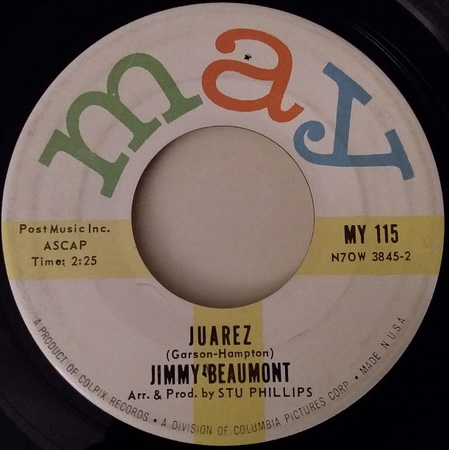 may
Post Music Inc.
ASCAP
Time: 2:25
MY 115
N7OW 3845-2
JUAREZ
(Garson-Hampton)
JIMMY BEAUMONT
Arr. & Prod. by STU PHILLIPS
A PRODUCT OF COLPIX RECORDS • A DIVISION OF COLUMBIA PICTURES CORP. • MADE IN U.S.A.